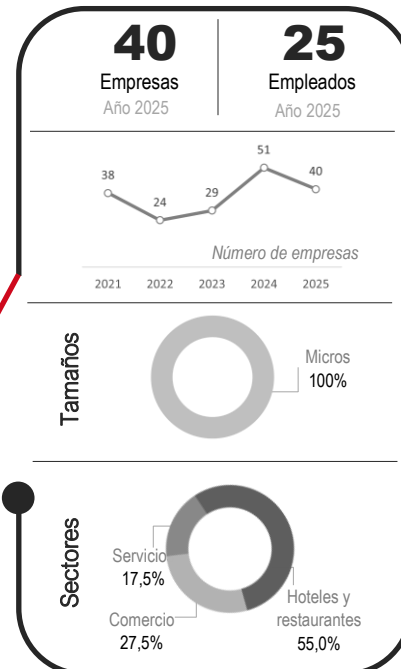 40
Empresas
Año 2025
25
Empleados
Año 2025
38
24
29
51
40
Número de empresas
2021 2022 2023 2024 2025
Tamaños
Micros
100%
Sectores
Servicio
17,5%
Comercio
27,5%
Hoteles y
restaurantes
55,0%